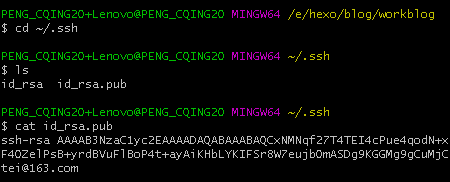 PENG_CQING20+Lenovo@PENG_CQING20 MINGW64 /e/hexo/blog/workblog
$ cd ~/.ssh
PENG_CQING20+Lenovo@PENG_CQING20 MINGW64 ~/.ssh
$ ls
id_rsa id_rsa.pub
PENG_CQING20+Lenovo@PENG_CQING20 MINGW64 ~/.ssh
$ cat id_rsa.pub
ssh-rsa AAAAB3NzaC1yc2EAAAADAQABAAABAQCxNMNqf27T4TEI4cPue4qodN+x
F4OZelPsB+yrdBVuFlBoP4t+ayAiKHbLYKIFSr8W7eujbOmASDg9KGGMg9gCuMjC
tei@163.com